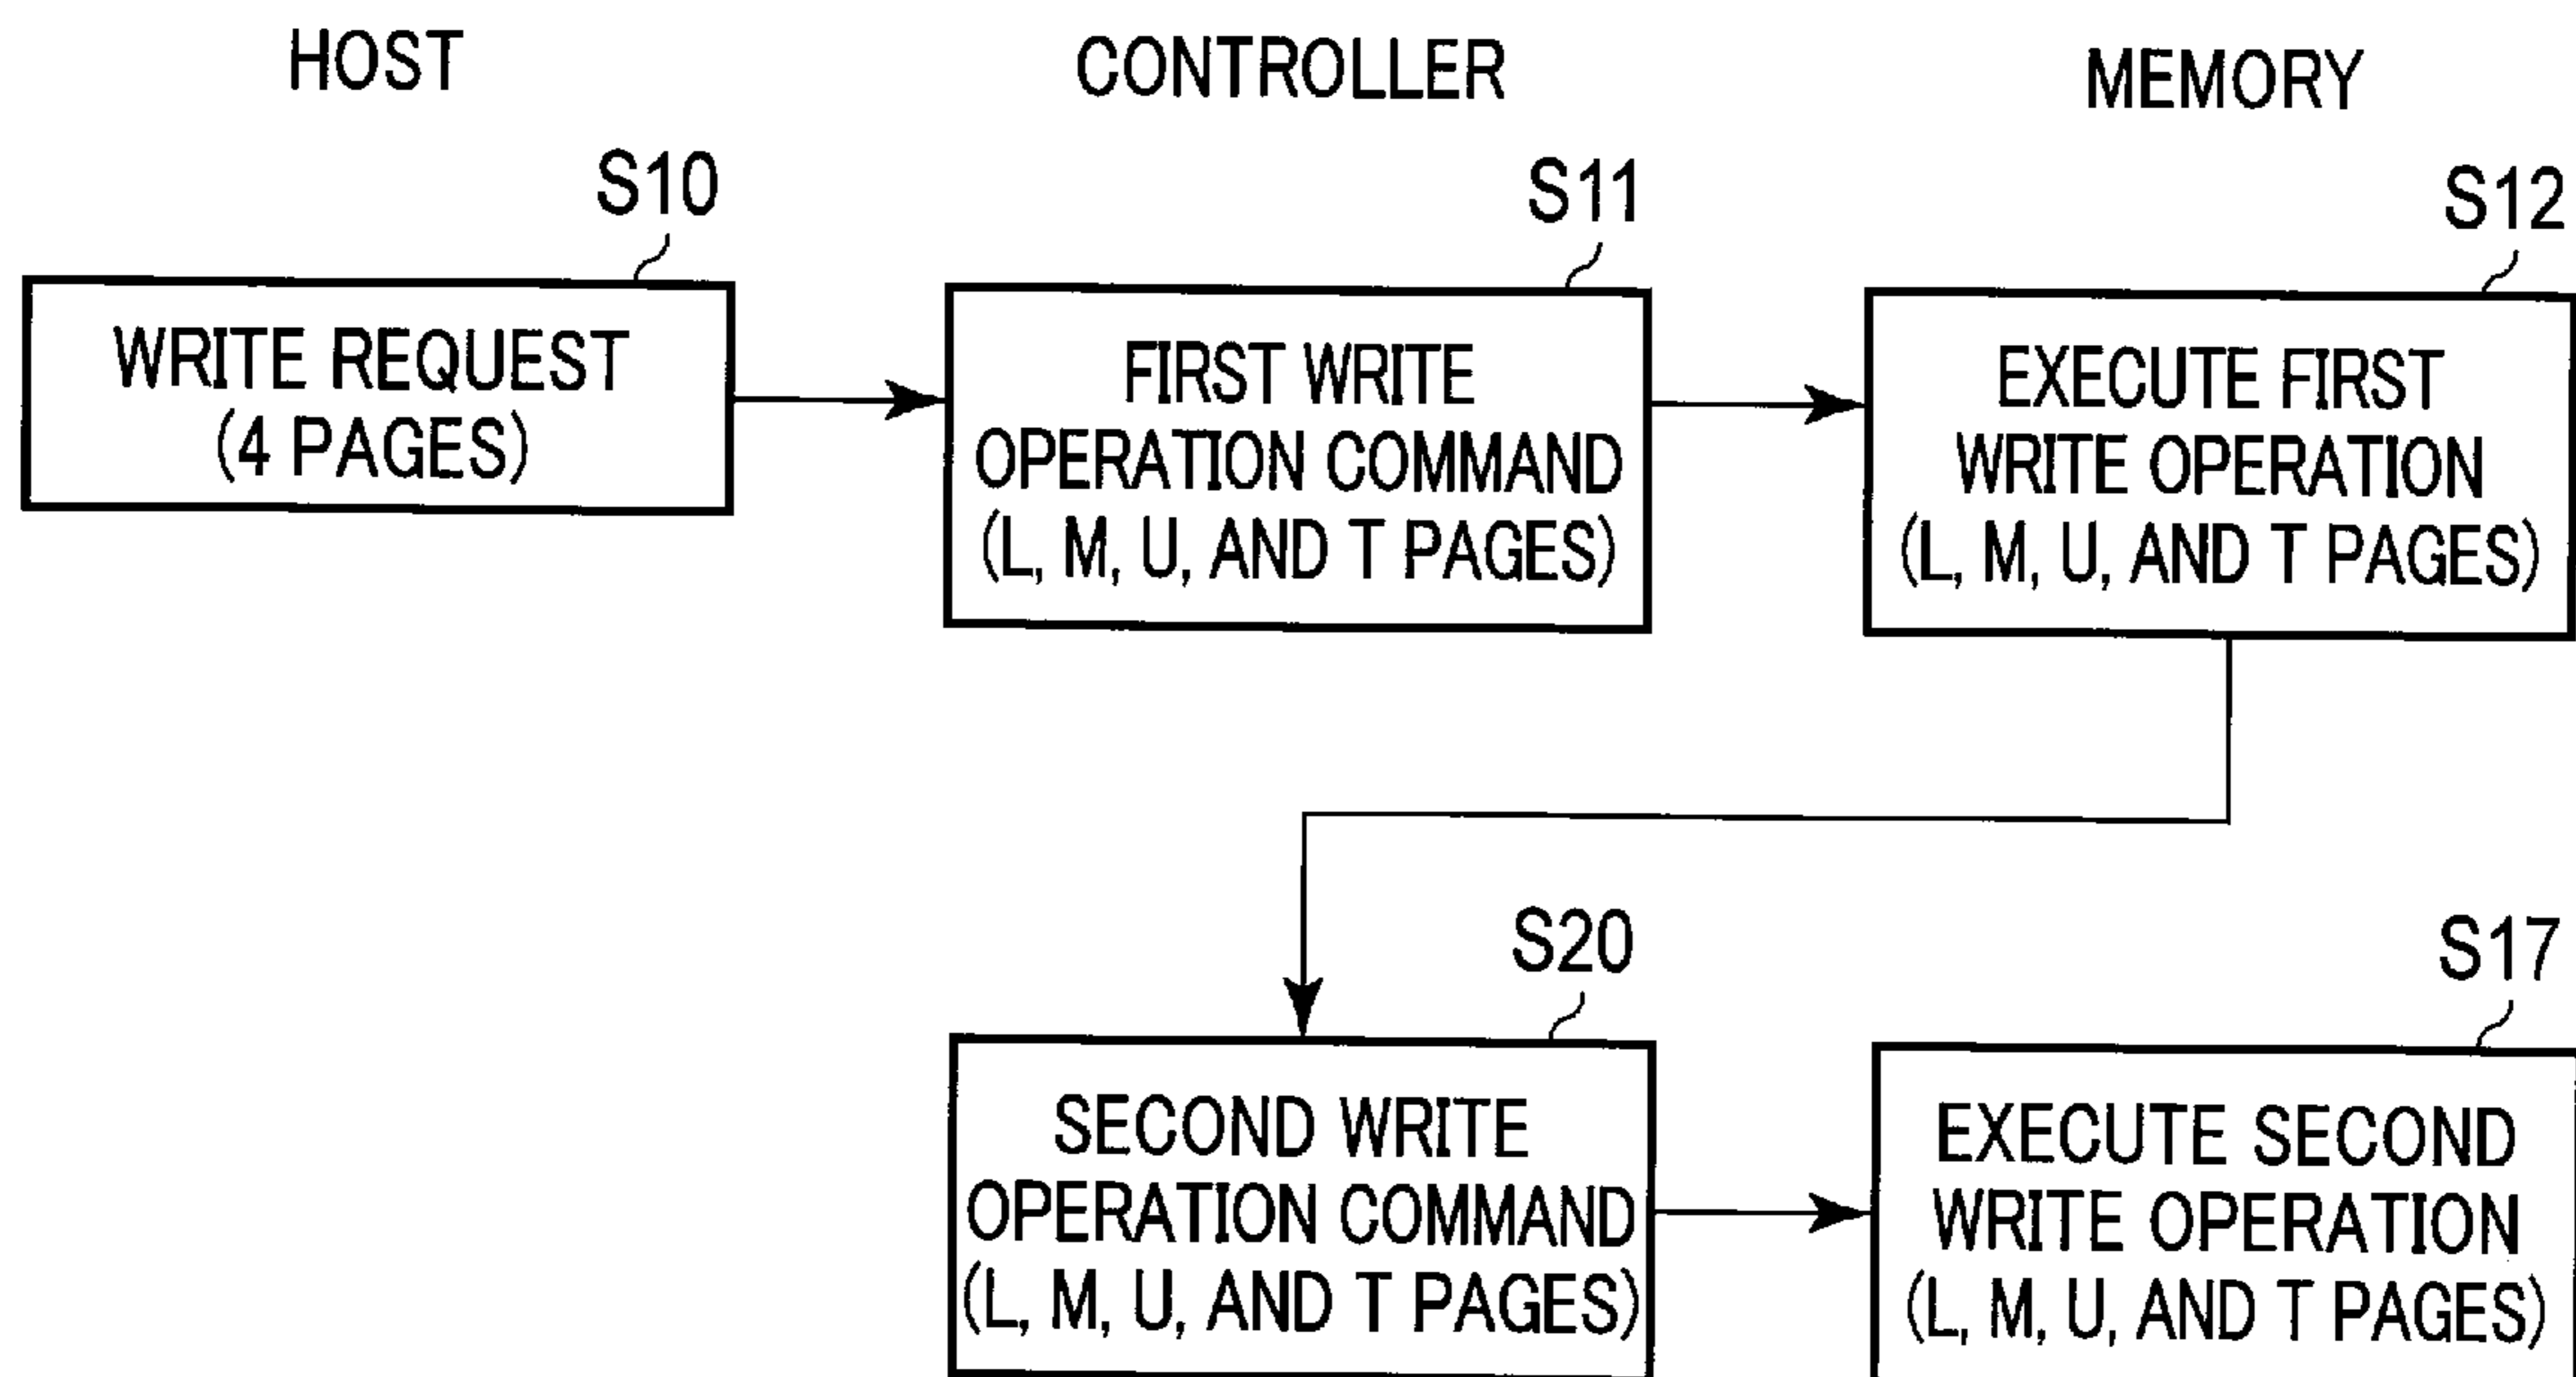 HOST
CONTROLLER
MEMORY
S10
S11
S12
WRITE REQUEST
(4 PAGES)
FIRST WRITE
OPERATION COMMAND
(L, M, U, AND T PAGES)
EXECUTE FIRST
WRITE OPERATION
(L, M, U, AND T PAGES)
S20
S17
SECOND WRITE
OPERATION COMMAND
(L, M, U, AND T PAGES)
EXECUTE SECOND
WRITE OPERATION
(L, M, U, AND T PAGES)